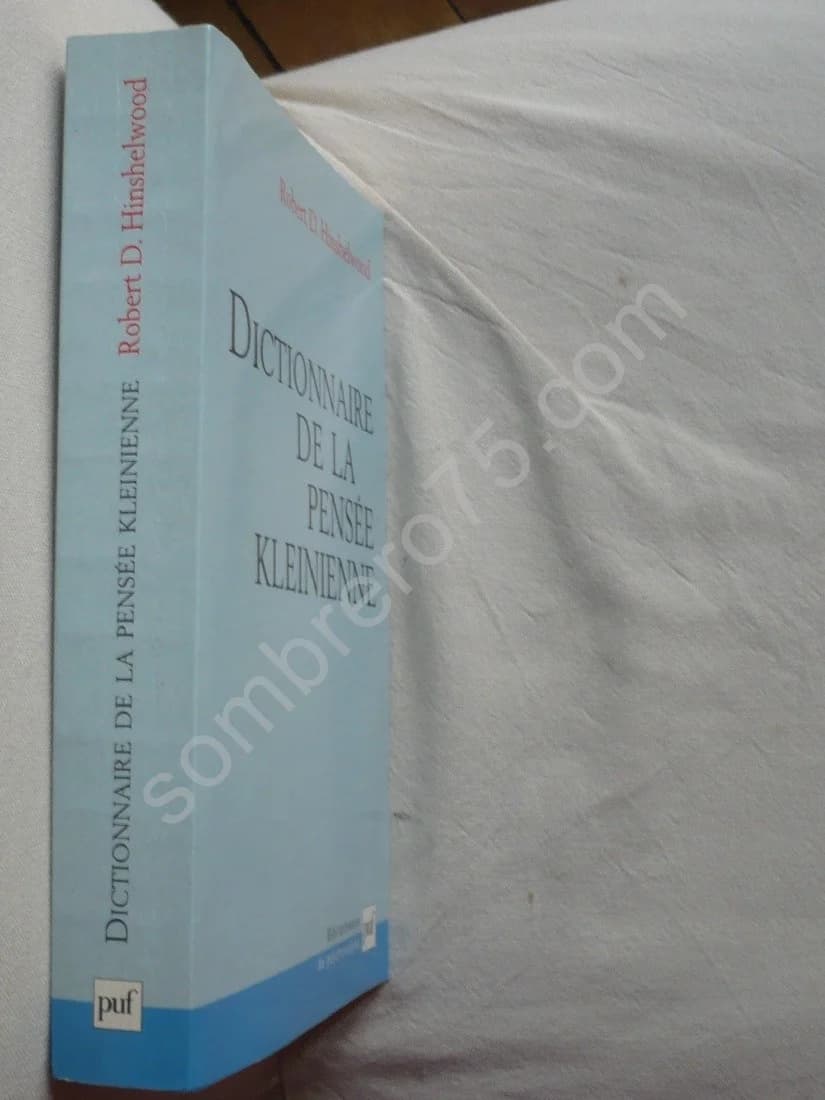 DICTIONNAIRE DE LA PENSÉE KLEINIENNE Robert D. Hinshelwood
puf
Robert D. Hinshelwood
DICTIONNAIRE
DE LA
PENSÉE
KLEINIENNE
sombrero75.com